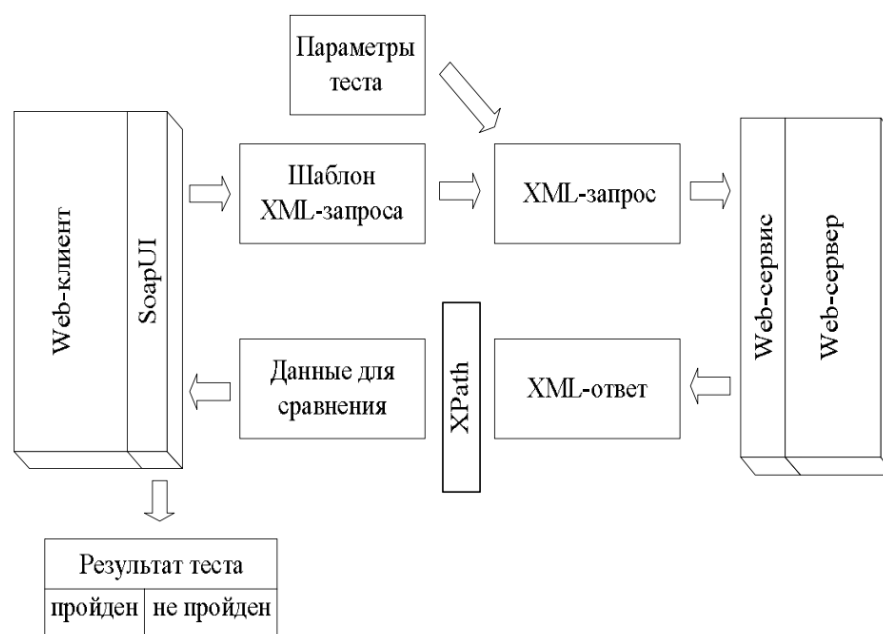 Параметры
теста
Web-клиент
SoapUI
Шаблон
XML-запроса
XML-запрос
Web-сервис
Web-сервер
Данные для
сравнения
XPath
XML-ответ
Результат теста
пройден
не пройден